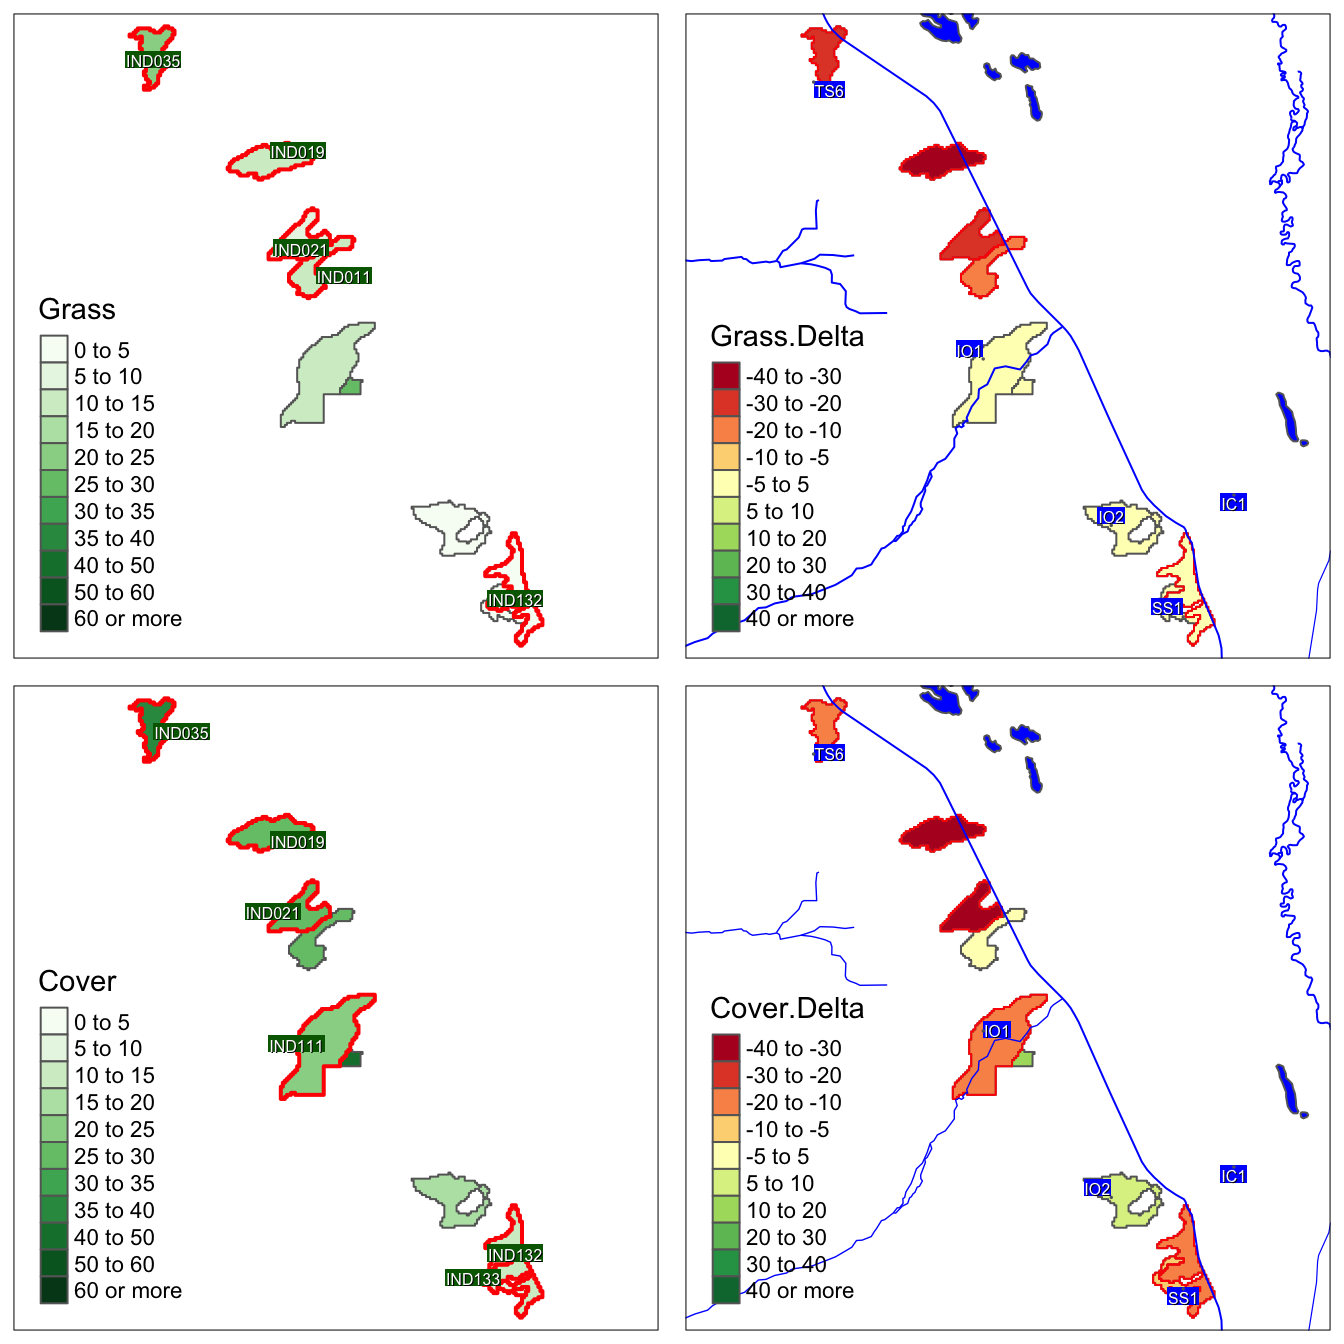 IND035
IND019
IND021
IND011
Grass
0 to 5
5 to 10
10 to 15
15 to 20
20 to 25
25 to 30
30 to 35
35 to 40
40 to 50
50 to 60
60 or more
IND132
TS6
Grass.Delta
IO1
-40 to -30
-30 to -20
-20 to -10
-10 to -5
-5 to 5
5 to 10
10 to 20
20 to 30
30 to 40
40 or more
IC1
IO2
SS1
IND035
IND019
IND021
Cover
IND111
0 to 5
5 to 10
10 to 15
15 to 20
20 to 25
25 to 30
30 to 35
35 to 40
40 to 50
50 to 60
60 or more
IND132
IND133
TS6
Cover.Delta
IO1
-40 to -30
-30 to -20
-20 to -10
-10 to -5
-5 to 5
5 to 10
10 to 20
20 to 30
30 to 40
40 or more
IC1
IO2
SS1